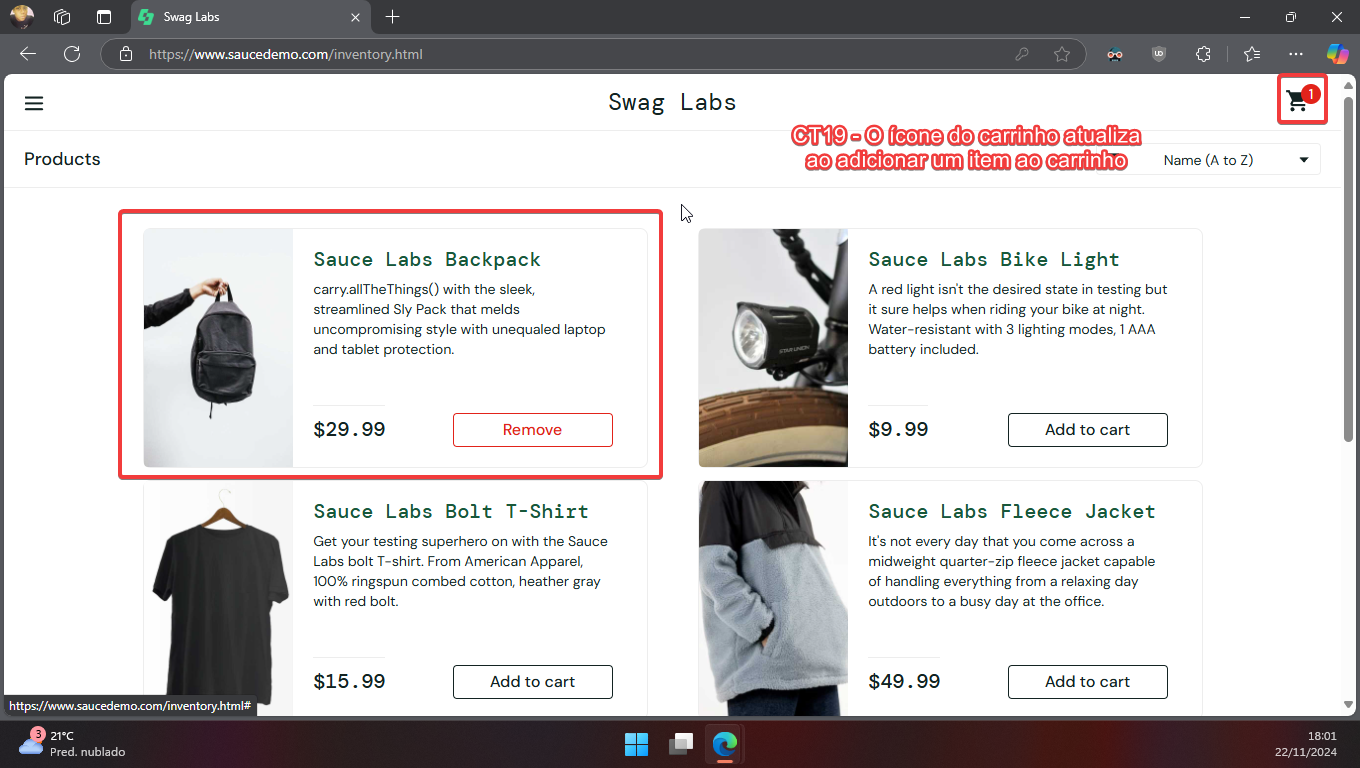 Swag Labs
https://www.saucedemo.com/inventory.html
UD
Swag Labs
1
CT19 - O ícone do carrinho atualiza
ao adicionar um item ao carrinho
Products
Name (A to Z)
Sauce Labs Backpack
carry.allTheThings() with the sleek,
streamlined Sly Pack that melds
uncompromising style with unequaled laptop
and tablet protection.
$29.99
Remove
Sauce Labs Bike Light
A red light isn't the desired state in testing but
it sure helps when riding your bike at night.
Water-resistant with 3 lighting modes, 1 AAA
battery included.
STAR UNION
$9.99
Add to cart
Sauce Labs Bolt T-Shirt
Get your testing superhero on with the Sauce
Labs bolt T-shirt. From American Apparel,
100% ringspun combed cotton, heather gray
with red bolt.
$15.99
Add to cart
Sauce Labs Fleece Jacket
It's not every day that you come across a
midweight quarter-zip fleece jacket capable
of handling everything from a relaxing day
outdoors to a busy day at the office.
$49.99
Add to cart
https://www.saucedemo.com/inventory.html#
3
21°C
Pred. nublado
18:01
22/11/2024